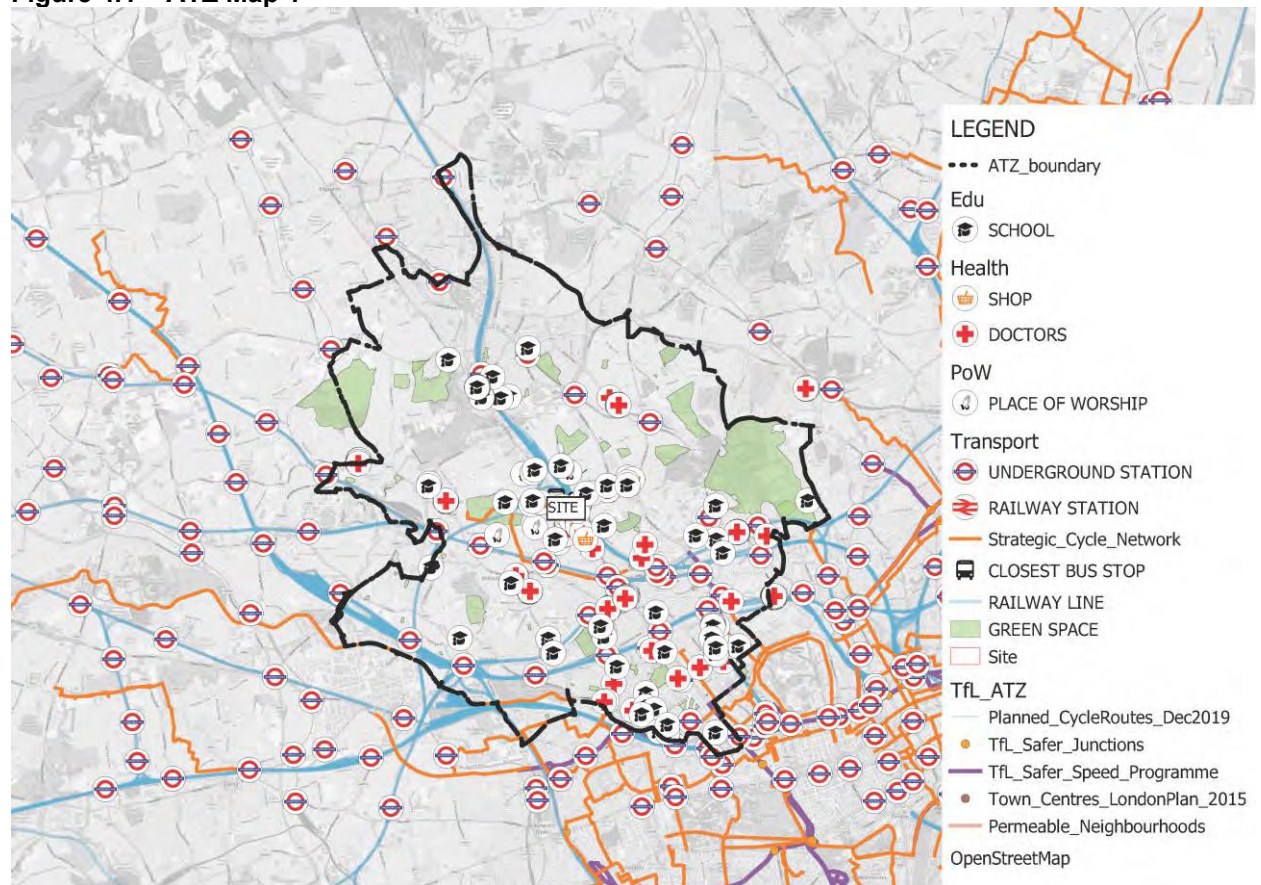 LEGEND
ATZ_boundary
Edu
SCHOOL
Health
SHOP
DOCTORS
PoW
PLACE OF WORSHIP
Transport
UNDERGROUND STATION
RAILWAY STATION
Strategic_Cycle_Network
CLOSEST BUS STOP
RAILWAY LINE
GREEN SPACE
Site
TfL_ATZ
Planned_CycleRoutes_Dec2019
TfL_Safer_Junctions
TfL_Safer_Speed_Programme
Town_Centres_LondonPlan_2015
Permeable_Neighbourhoods
OpenStreetMap
SITE